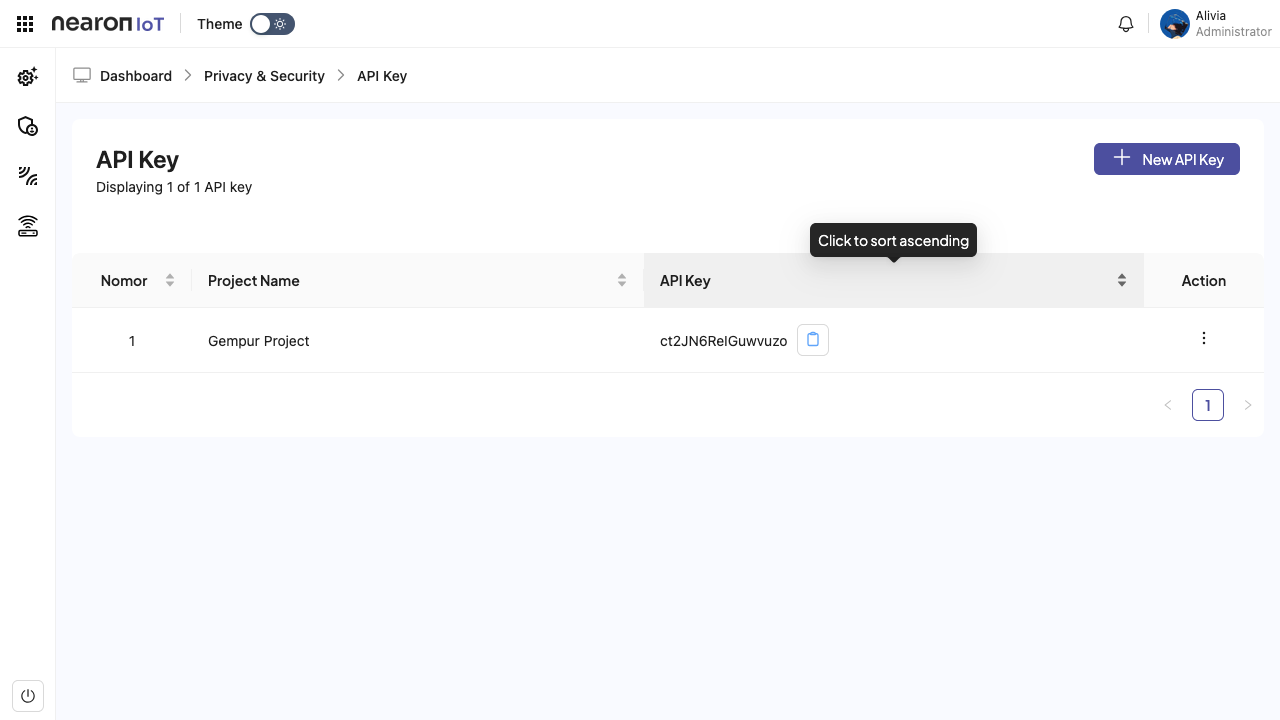 nearon IoT
Theme
Alivia
Administrator
Dashboard
Privacy & Security
API Key
API Key
Displaying 1 of 1 API key
New API Key
Click to sort ascending
Nomor
Project Name
API Key
Action
1
Gempur Project
ct2JN6ReIGuwvuzo
1